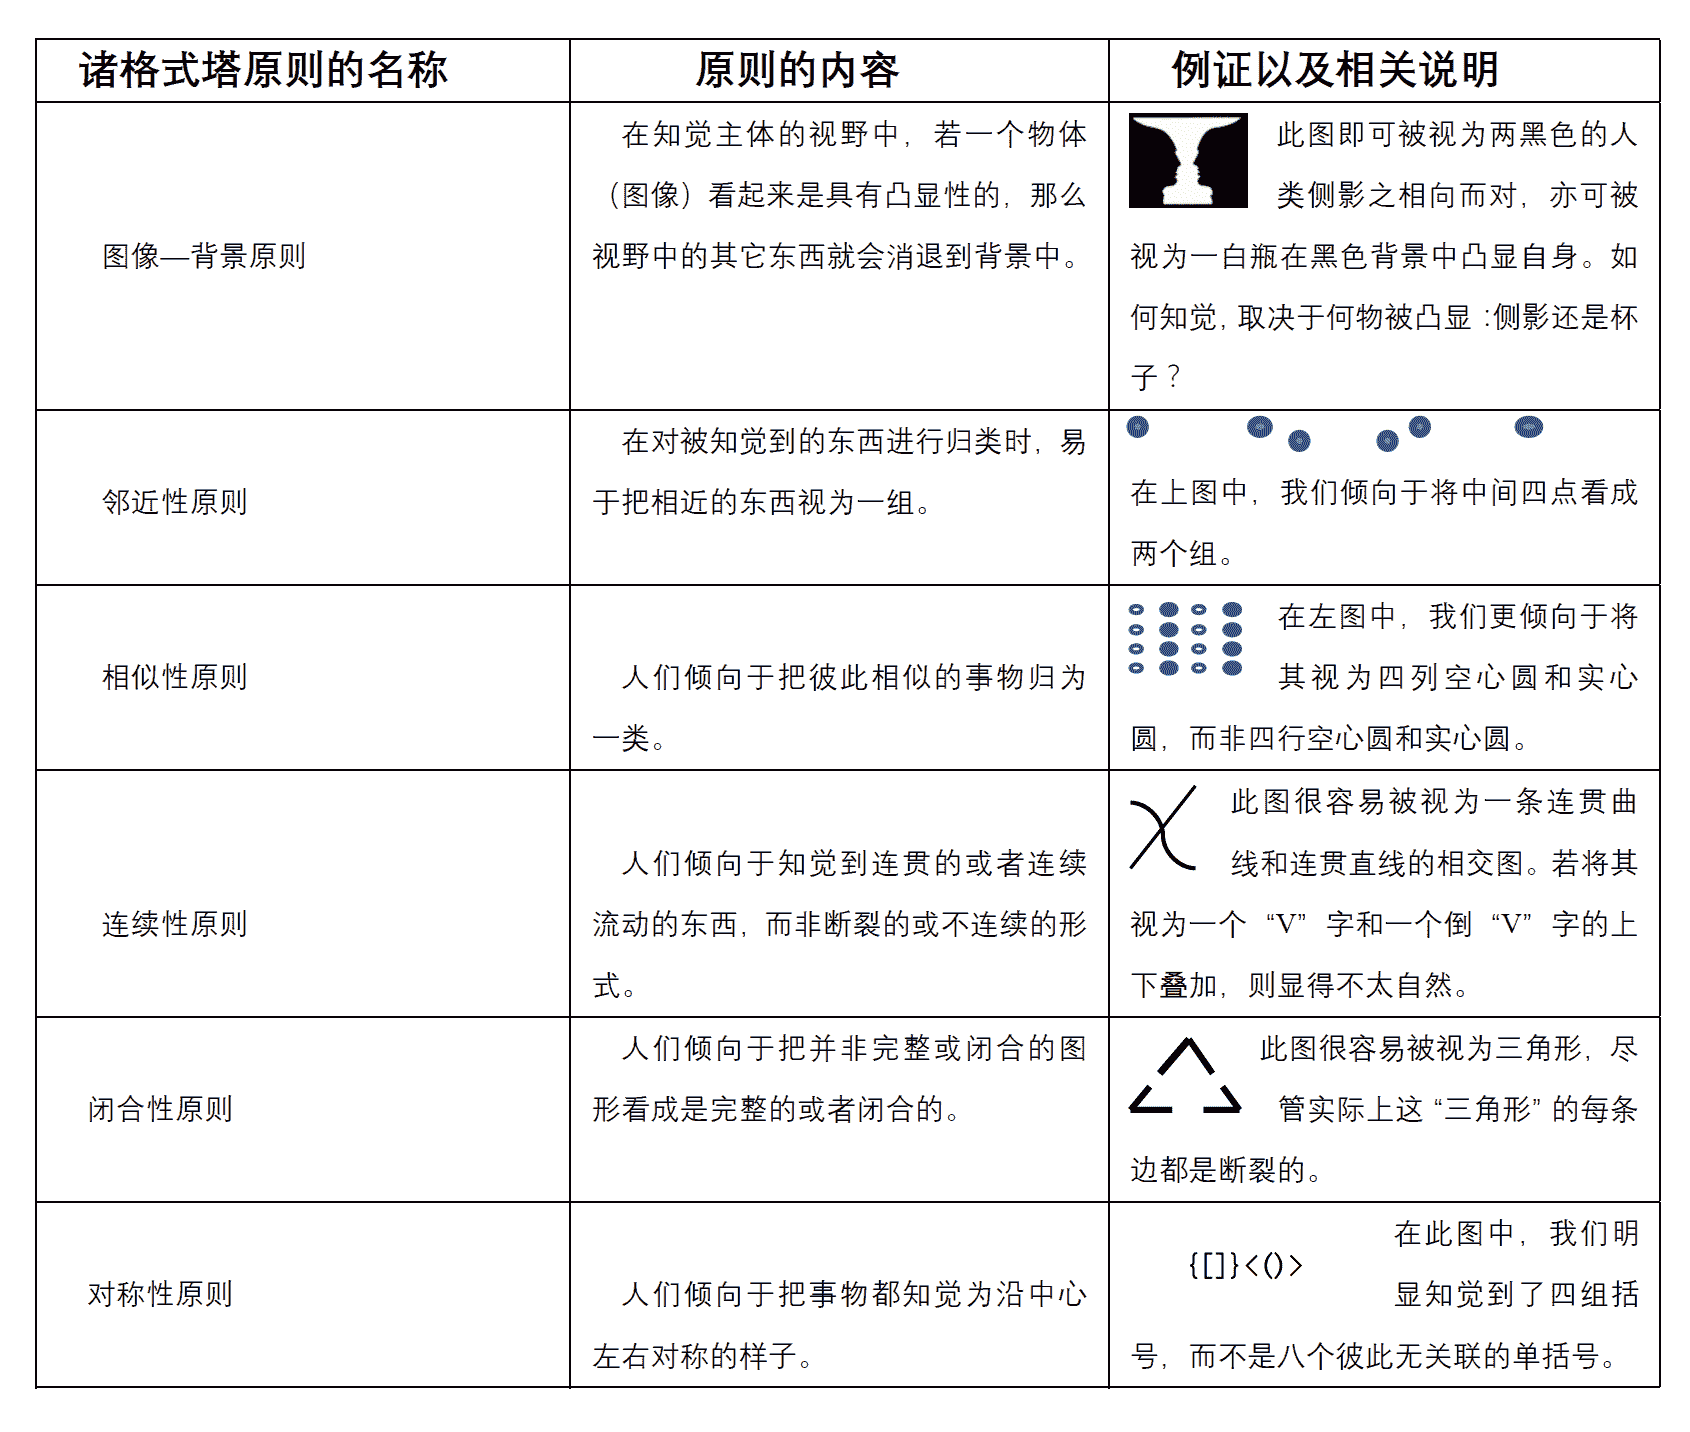 诸格式塔原则的名称
原则的内容
例证以及相关说明
图像—背景原则
在知觉主体的视野中，若一个物体
（图像）看起来是具有凸显性的，那么
视野中的其它东西就会消退到背景中。
此图即可被视为两黑色的人
类侧影之相向而对，亦可被
视为一白瓶在黑色背景中凸显自身。如
何知觉，取决于何物被凸显：侧影还是杯
子？
邻近性原则
在对被知觉到的东西进行归类时，易
于把相近的东西视为一组。
在上图中，我们倾向于将中间四点看成
两个组。
相似性原则
人们倾向于把彼此相似的事物归为
一类。
在左图中，我们更倾向于将
其视为四列空心圆和实心
圆，而非四行空心圆和实心圆。
连续性原则
人们倾向于知觉到连贯的或者连续
流动的东西，而非断裂的或不连续的形
式。
此图很容易被视为一条连贯曲
线和连贯直线的相交图。若将其
视为一个“V”字和一个倒“V”字的上
下叠加，则显得不太自然。
闭合性原则
人们倾向于把并非完整或闭合的图
形看成是完整的或者闭合的。
此图很容易被视为三角形，尽
管实际上这“三角形”的每条
边都是断裂的。
对称性原则
人们倾向于把事物都知觉为沿中心
左右对称的样子。
{[]}<()>
在此图中，我们明
显知觉到了四组括
号，而不是八个彼此无关联的单括号。